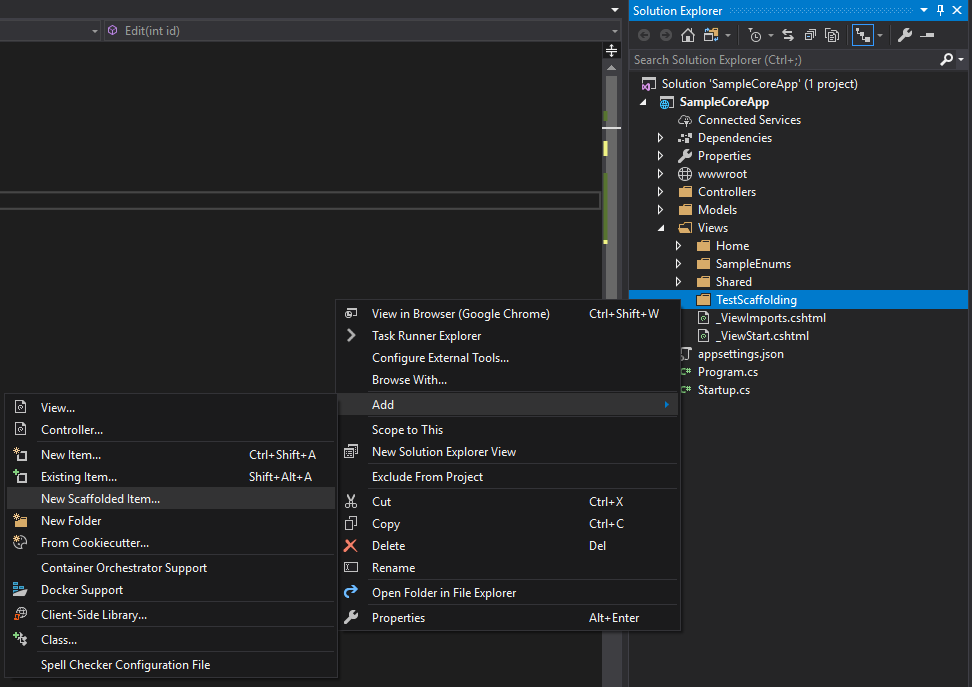 Solution Explorer
Edit(int id)
Search Solution Explorer (Ctrl+;)
Solution 'SampleCoreApp' (1 project)
SampleCoreApp
Connected Services
Dependencies
Properties
wwwroot
Controllers
Models
Views
Home
SampleEnums
Shared
TestScaffolding
_ViewImports.cshtml
_ViewStart.cshtml
appsettings.json
C# Program.cs
C# Startup.cs
View in Browser (Google Chrome) Ctrl+Shift+W
Task Runner Explorer
Configure External Tools...
Browse With...
Add
Scope to This
New Solution Explorer View
Exclude From Project
Cut Ctrl+X
Copy Ctrl+C
Delete Del
Rename
Open Folder in File Explorer
Properties Alt+Enter
View...
Controller...
New Item... Ctrl+Shift+A
Existing Item... Shift+Alt+A
New Scaffolded Item...
New Folder
From Cookiecutter...
Container Orchestrator Support
Docker Support
Client-Side Library...
Class...
Spell Checker Configuration File